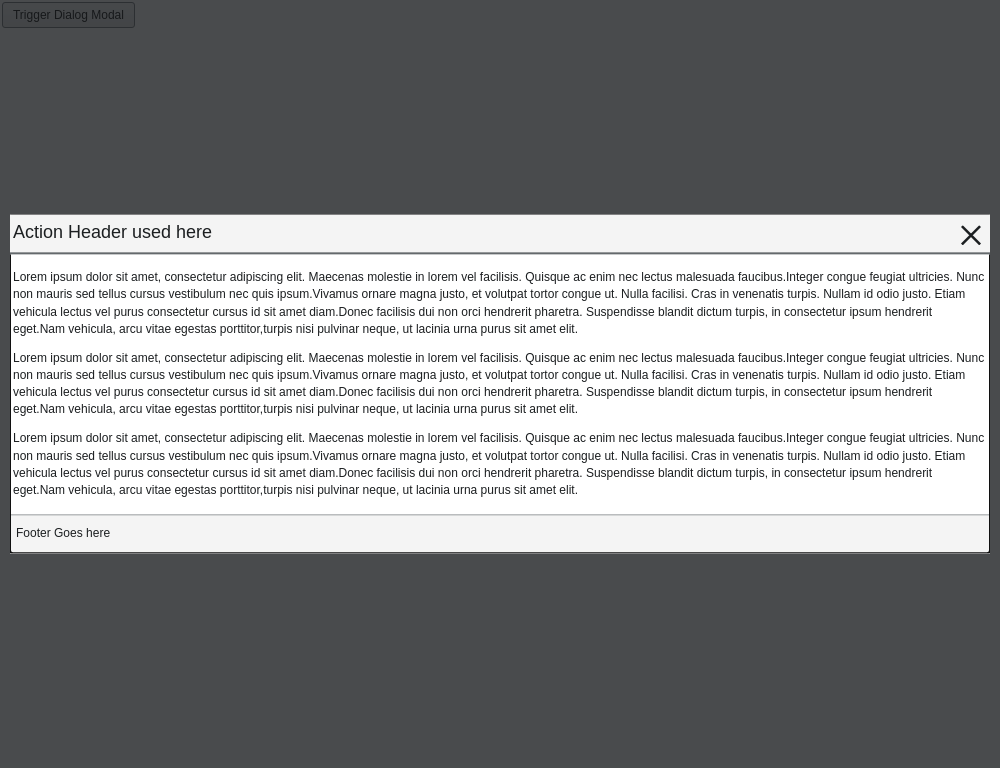 Trigger Dialog Modal
Action Header used here
Lorem ipsum dolor sit amet, consectetur adipiscing elit. Maecenas molestie in lorem vel facilisis. Quisque ac enim nec lectus malesuada faucibus.Integer congue feugiat ultricies. Nunc
non mauris sed tellus cursus vestibulum nec quis ipsum.Vivamus ornare magna justo, et volutpat tortor congue ut. Nulla facilisi. Cras in venenatis turpis. Nullam id odio justo. Etiam
vehicula lectus vel purus consectetur cursus id sit amet diam.Donec facilisis dui non orci hendrerit pharetra. Suspendisse blandit dictum turpis, in consectetur ipsum hendrerit
eget.Nam vehicula, arcu vitae egestas porttitor,turpis nisi pulvinar neque, ut lacinia urna purus sit amet elit.
Lorem ipsum dolor sit amet, consectetur adipiscing elit. Maecenas molestie in lorem vel facilisis. Quisque ac enim nec lectus malesuada faucibus.Integer congue feugiat ultricies. Nunc
non mauris sed tellus cursus vestibulum nec quis ipsum.Vivamus ornare magna justo, et volutpat tortor congue ut. Nulla facilisi. Cras in venenatis turpis. Nullam id odio justo. Etiam
vehicula lectus vel purus consectetur cursus id sit amet diam.Donec facilisis dui non orci hendrerit pharetra. Suspendisse blandit dictum turpis, in consectetur ipsum hendrerit
eget.Nam vehicula, arcu vitae egestas porttitor,turpis nisi pulvinar neque, ut lacinia urna purus sit amet elit.
Lorem ipsum dolor sit amet, consectetur adipiscing elit. Maecenas molestie in lorem vel facilisis. Quisque ac enim nec lectus malesuada faucibus.Integer congue feugiat ultricies. Nunc
non mauris sed tellus cursus vestibulum nec quis ipsum.Vivamus ornare magna justo, et volutpat tortor congue ut. Nulla facilisi. Cras in venenatis turpis. Nullam id odio justo. Etiam
vehicula lectus vel purus consectetur cursus id sit amet diam.Donec facilisis dui non orci hendrerit pharetra. Suspendisse blandit dictum turpis, in consectetur ipsum hendrerit
eget.Nam vehicula, arcu vitae egestas porttitor,turpis nisi pulvinar neque, ut lacinia urna purus sit amet elit.
Footer Goes here